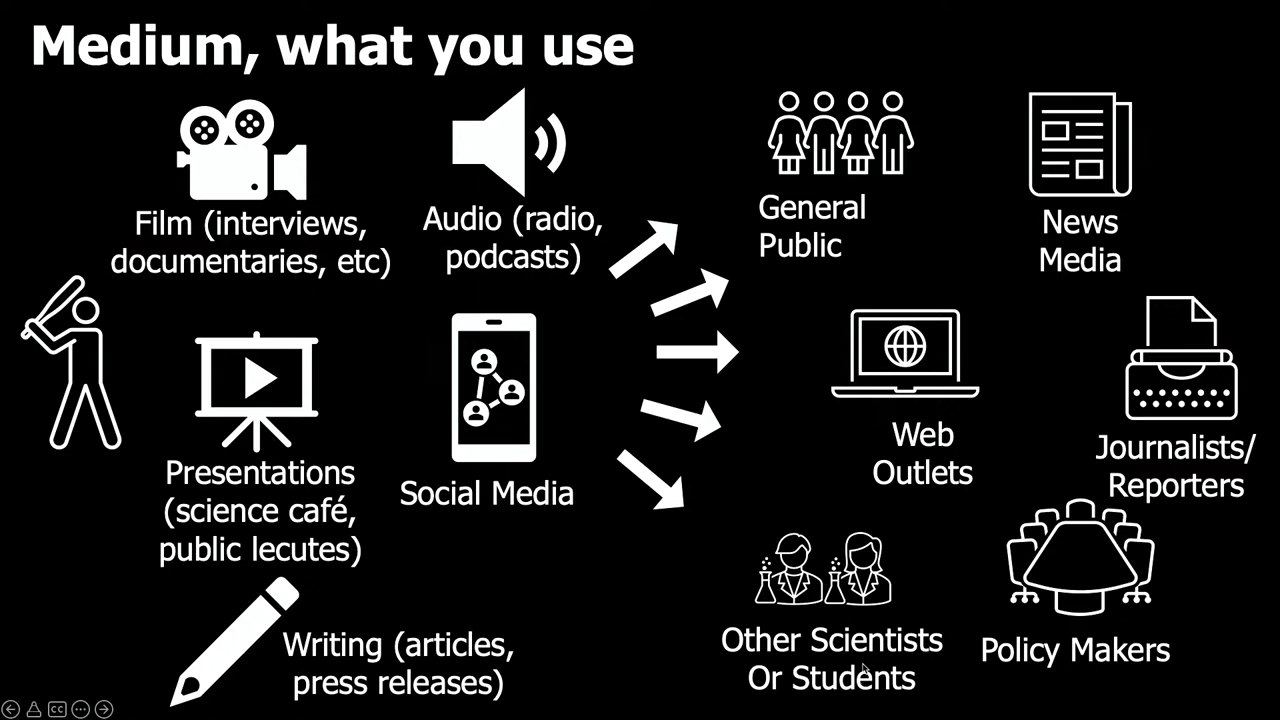 Medium, what you use
Film (interviews,
documentaries, etc)
Audio (radio,
podcasts)
General
Public
News
Media
Presentations
(science café,
public lecutes)
Social Media
Web
Outlets
Journalists/
Reporters
Writing (articles,
press releases)
Other Scientists
Or Students
Policy Makers
CC